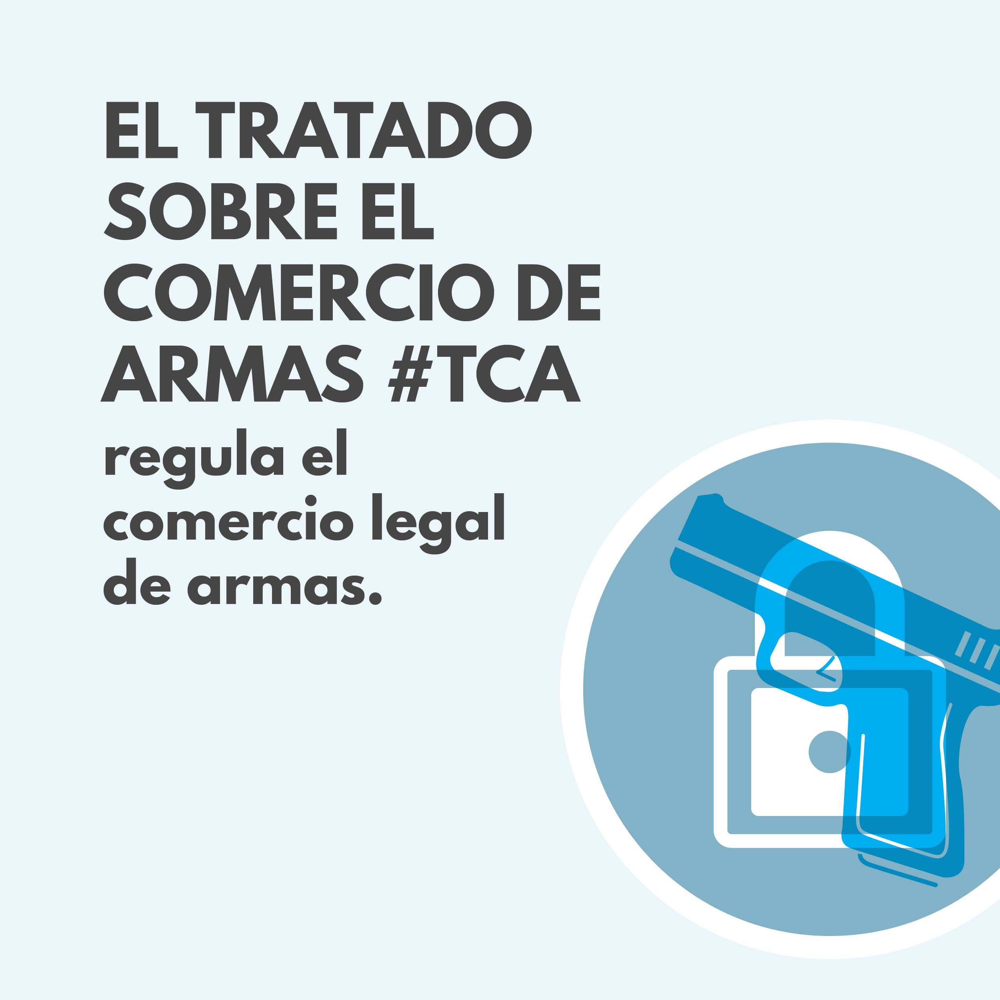 EL TRATADO
SOBRE EL
COMERCIO DE
ARMAS #TCA
regula el
comercio legal
de armas.